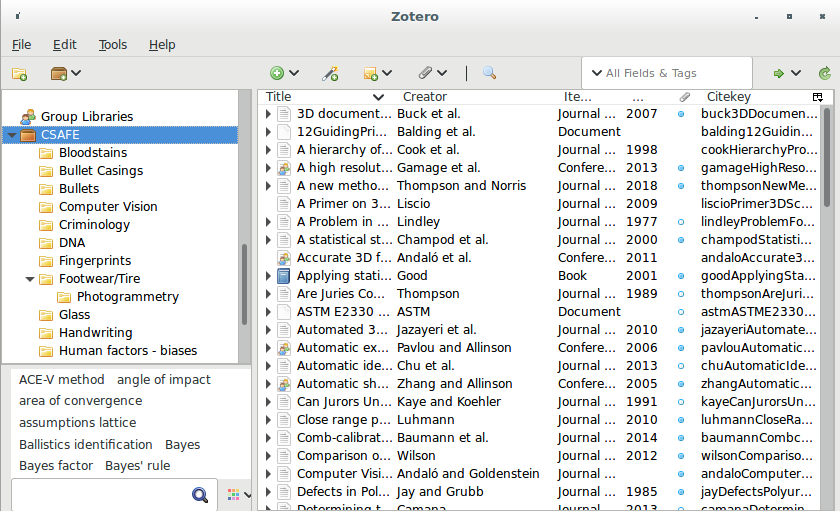 Zotero
File Edit Tools Help
All Fields & Tags
Group Libraries
CSAFE
Bloodstains
Bullet Casings
Bullets
Computer Vision
Criminology
DNA
Fingerprints
Footwear/Tire
Photogrammetry
Glass
Handwriting
Human factors - biases
ACE-V method angle of impact
area of convergence
assumptions lattice
Ballistics identification Bayes
Bayes factor Bayes' rule
Title Creator Ite... ... Citekey
3D document... Buck et al. Journal ... 2007 buck3DDocumen...
12GuidingPri... Balding et al. Document balding12Guidin...
A hierarchy of... Cook et al. Journal ... 1998 cookHierarchyPro...
A high resolut... Gamage et al. Confere... 2013 gamageHighReso...
A new metho... Thompson and Norris Journal ... 2018 thompsonNewMe...
A Primer on 3... Liscio Journal ... 2009 liscioPrimer3DSc...
A Problem in ... Lindley Journal ... 1977 lindleyProblemFo...
A statistical st... Champod et al. Journal ... 2000 champodStatisti...
Accurate 3D f... Andaló et al. Confere... 2011 andaloAccurate3...
Applying stati... Good Book 2001 goodApplyingSta...
Are Juries Co... Thompson Journal ... 1989 thompsonAreJuri...
ASTM E2330 ... ASTM Document astmASTME2330...
Automated 3... Jazayeri et al. Journal ... 2010 jazayeriAutomate...
Automatic ex... Pavlou and Allinson Confere... 2006 pavlouAutomatic...
Automatic ide... Chu et al. Journal ... 2013 chuAutomaticIde...
Automatic sh... Zhang and Allinson Confere... 2005 zhangAutomatic...
Can Jurors Un... Kaye and Koehler Journal ... 1991 kayeCanJurorsUn...
Close range p... Luhmann Journal ... 2010 luhmannCloseRa...
Comb-calibrat... Baumann et al. Journal ... 2014 baumannCombc...
Comparison o... Wilson Journal ... 2012 wilsonCompariso...
Computer Visi... Andaló and Goldenstein Journal ... andaloComputer...
Defects in Pol... Jay and Grubb Journal ... 1985 jayDefectsPolyur...
Determining t... Camana Journal ... 2013 camanaDetermin...